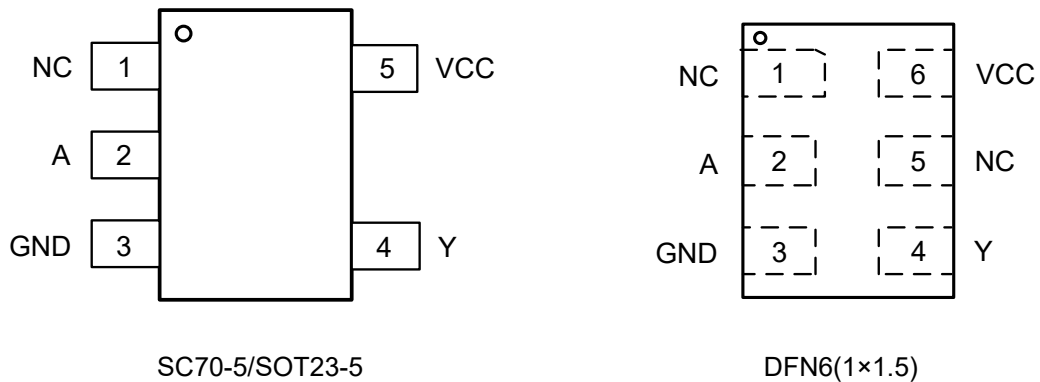 NC 1 5 VCC
A 2
GND 3 4 Y
SC70-5/SOT23-5
NC 1 6 VCC
A 2 5 NC
GND 3 4 Y
DFN6(1×1.5)